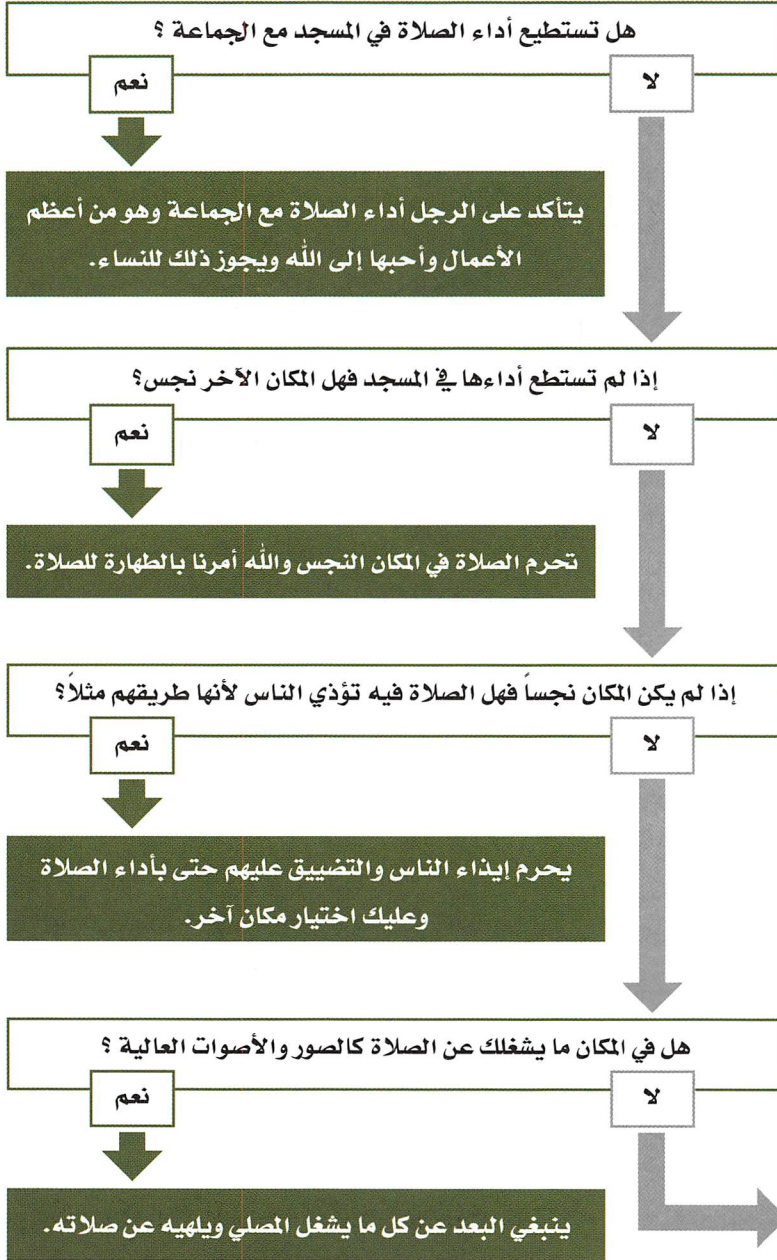 هل تستطيع أداء الصلاة في المسجد مع الجماعة ؟
لا
نعم
يتأكد على الرجل أداء الصلاة مع الجماعة وهو من أعظم
الأعمال وأحبها إلى الله ويجوز ذلك للنساء.
إذا لم تستطع أداءها في المسجد فهل المكان الآخر نجس؟
لا
نعم
تحرم الصلاة في المكان النجس والله أمرنا بالطهارة للصلاة.
إذا لم يكن المكان نجساً فهل الصلاة فيه تؤذي الناس لأنها طريقهم مثلاً؟
لا
نعم
يحرم إيذاء الناس والتضييق عليهم حتى بأداء الصلاة
وعليك اختيار مكان آخر.
هل في المكان ما يشغلك عن الصلاة كالصور والأصوات العالية ؟
لا
نعم
ينبغي البعد عن كل ما يشغل المصلي ويلهيه عن صلاته.